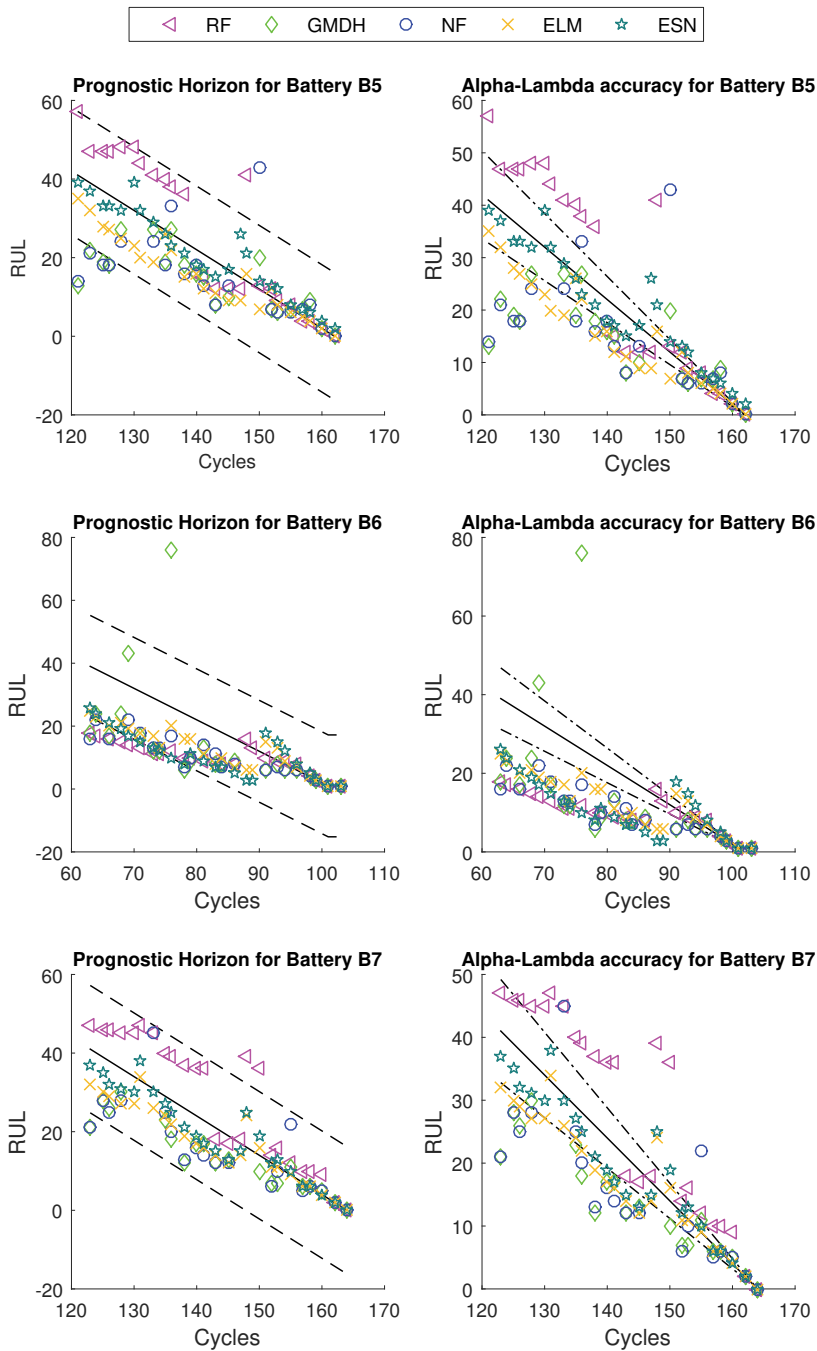 RF GMDH NF ELM ESN
Prognostic Horizon for Battery B5
60
40
20
0
-20
RUL
120 130 140 150 160 170
Cycles
Alpha-Lambda accuracy for Battery B5
60
50
40
30
20
10
0
RUL
120 130 140 150 160 170
Cycles
Prognostic Horizon for Battery B6
80
60
40
20
0
-20
RUL
60 70 80 90 100 110
Cycles
Alpha-Lambda accuracy for Battery B6
80
60
40
20
0
RUL
60 70 80 90 100 110
Cycles
Prognostic Horizon for Battery B7
60
40
20
0
-20
RUL
120 130 140 150 160 170
Cycles
Alpha-Lambda accuracy for Battery B7
50
40
30
20
10
0
RUL
120 130 140 150 160 170
Cycles